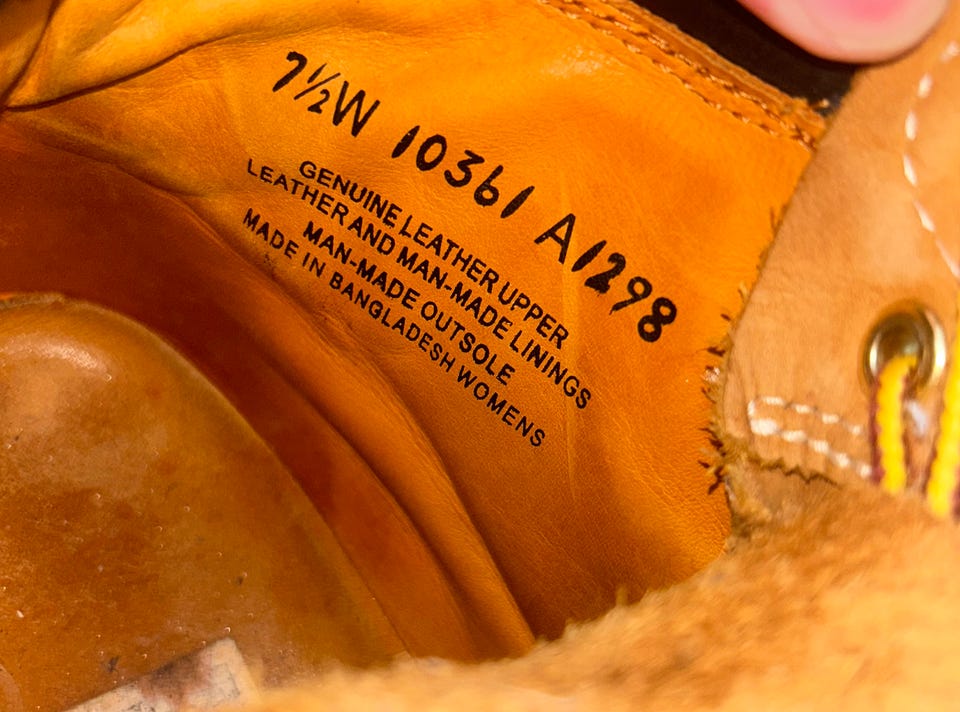 7½W 10361 A1298
GENUINE LEATHER UPPER
LEATHER AND MAN-MADE LININGS
MAN-MADE OUTSOLE
MADE IN BANGLADESH WOMENS